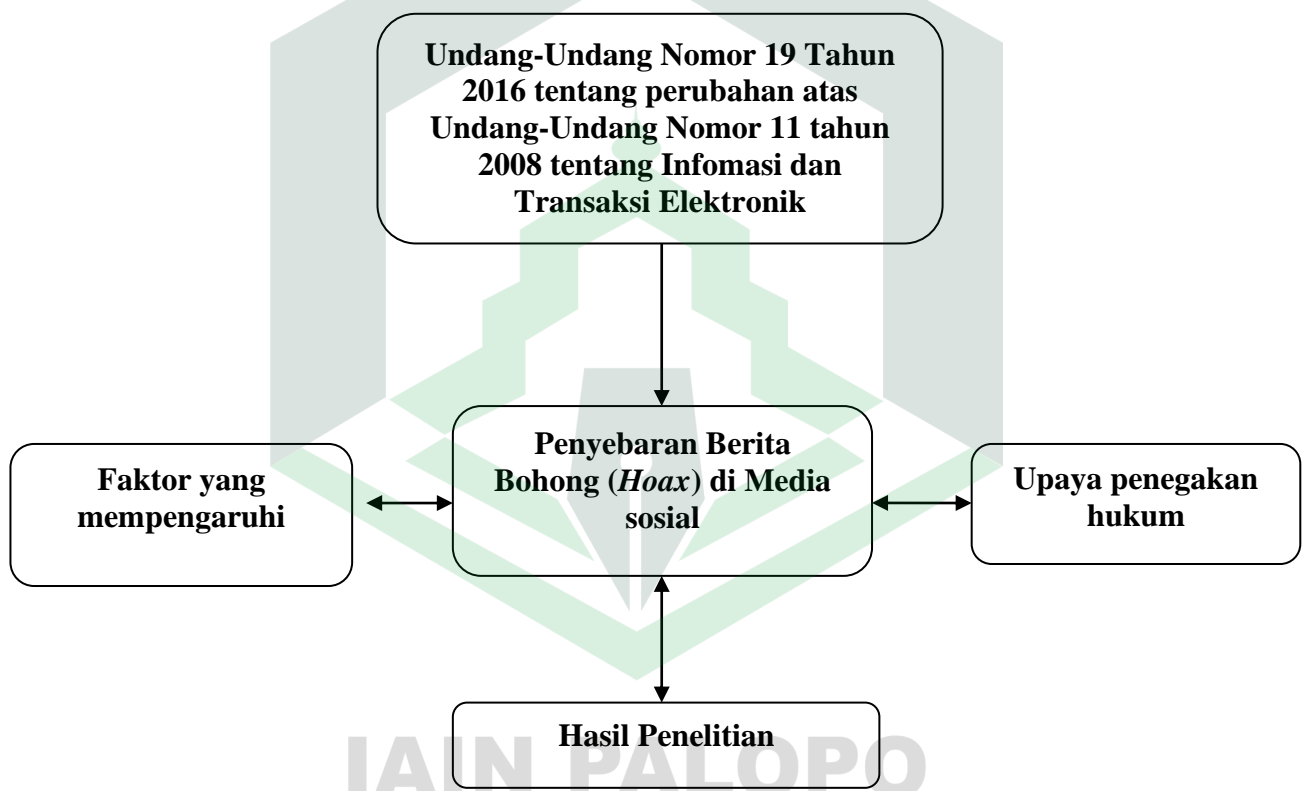 Undang-Undang Nomor 19 Tahun
2016 tentang perubahan atas
Undang-Undang Nomor 11 tahun
2008 tentang Infomasi dan
Transaksi Elektronik
Penyebaran Berita
Bohong (Hoax) di Media
sosial
Faktor yang
mempengaruhi
Upaya penegakan
hukum
Hasil Penelitian
IAIN PALOPO